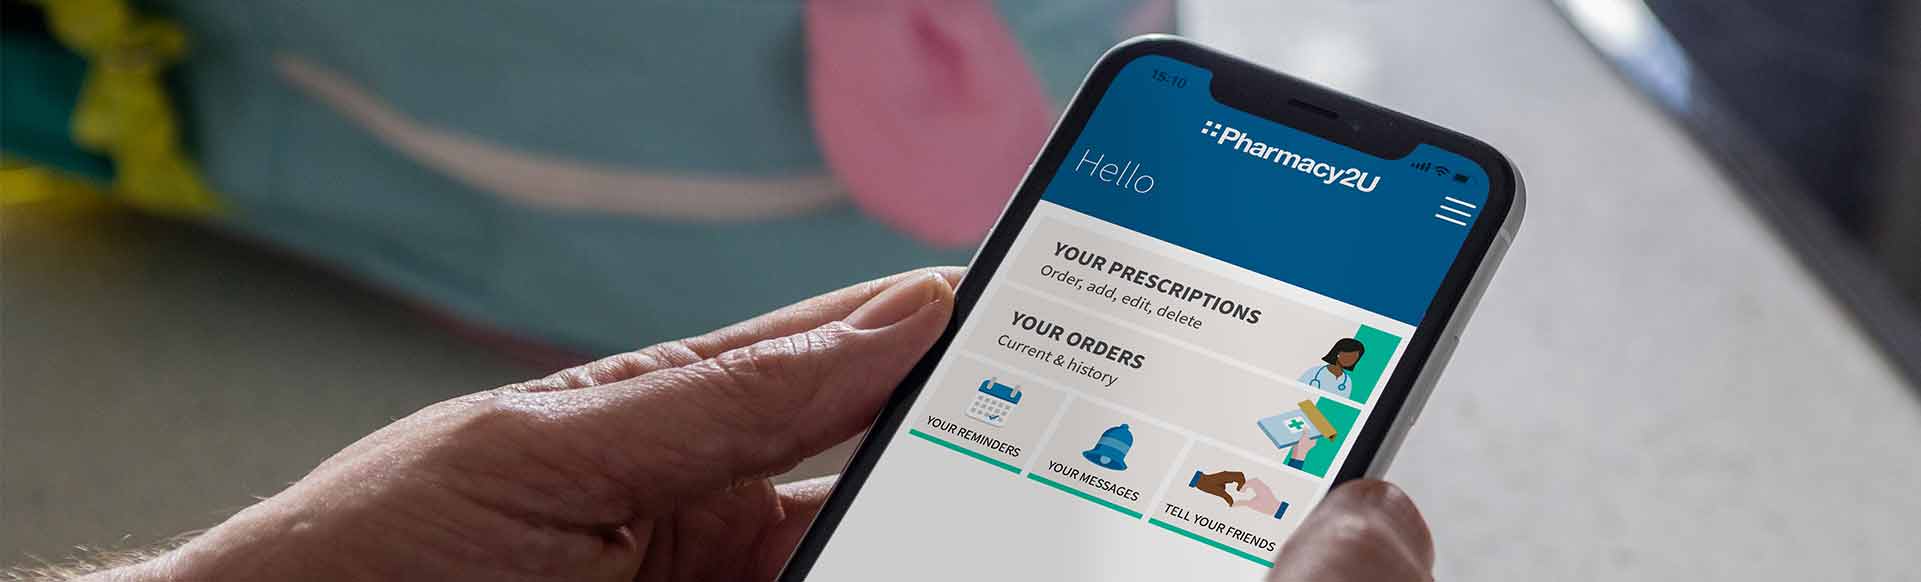 15:10
Pharmacy2U
Hello
YOUR PRESCRIPTIONS
Order, add, edit, delete
YOUR ORDERS
Current & history
YOUR REMINDERS
YOUR MESSAGES
TELL YOUR FRIENDS